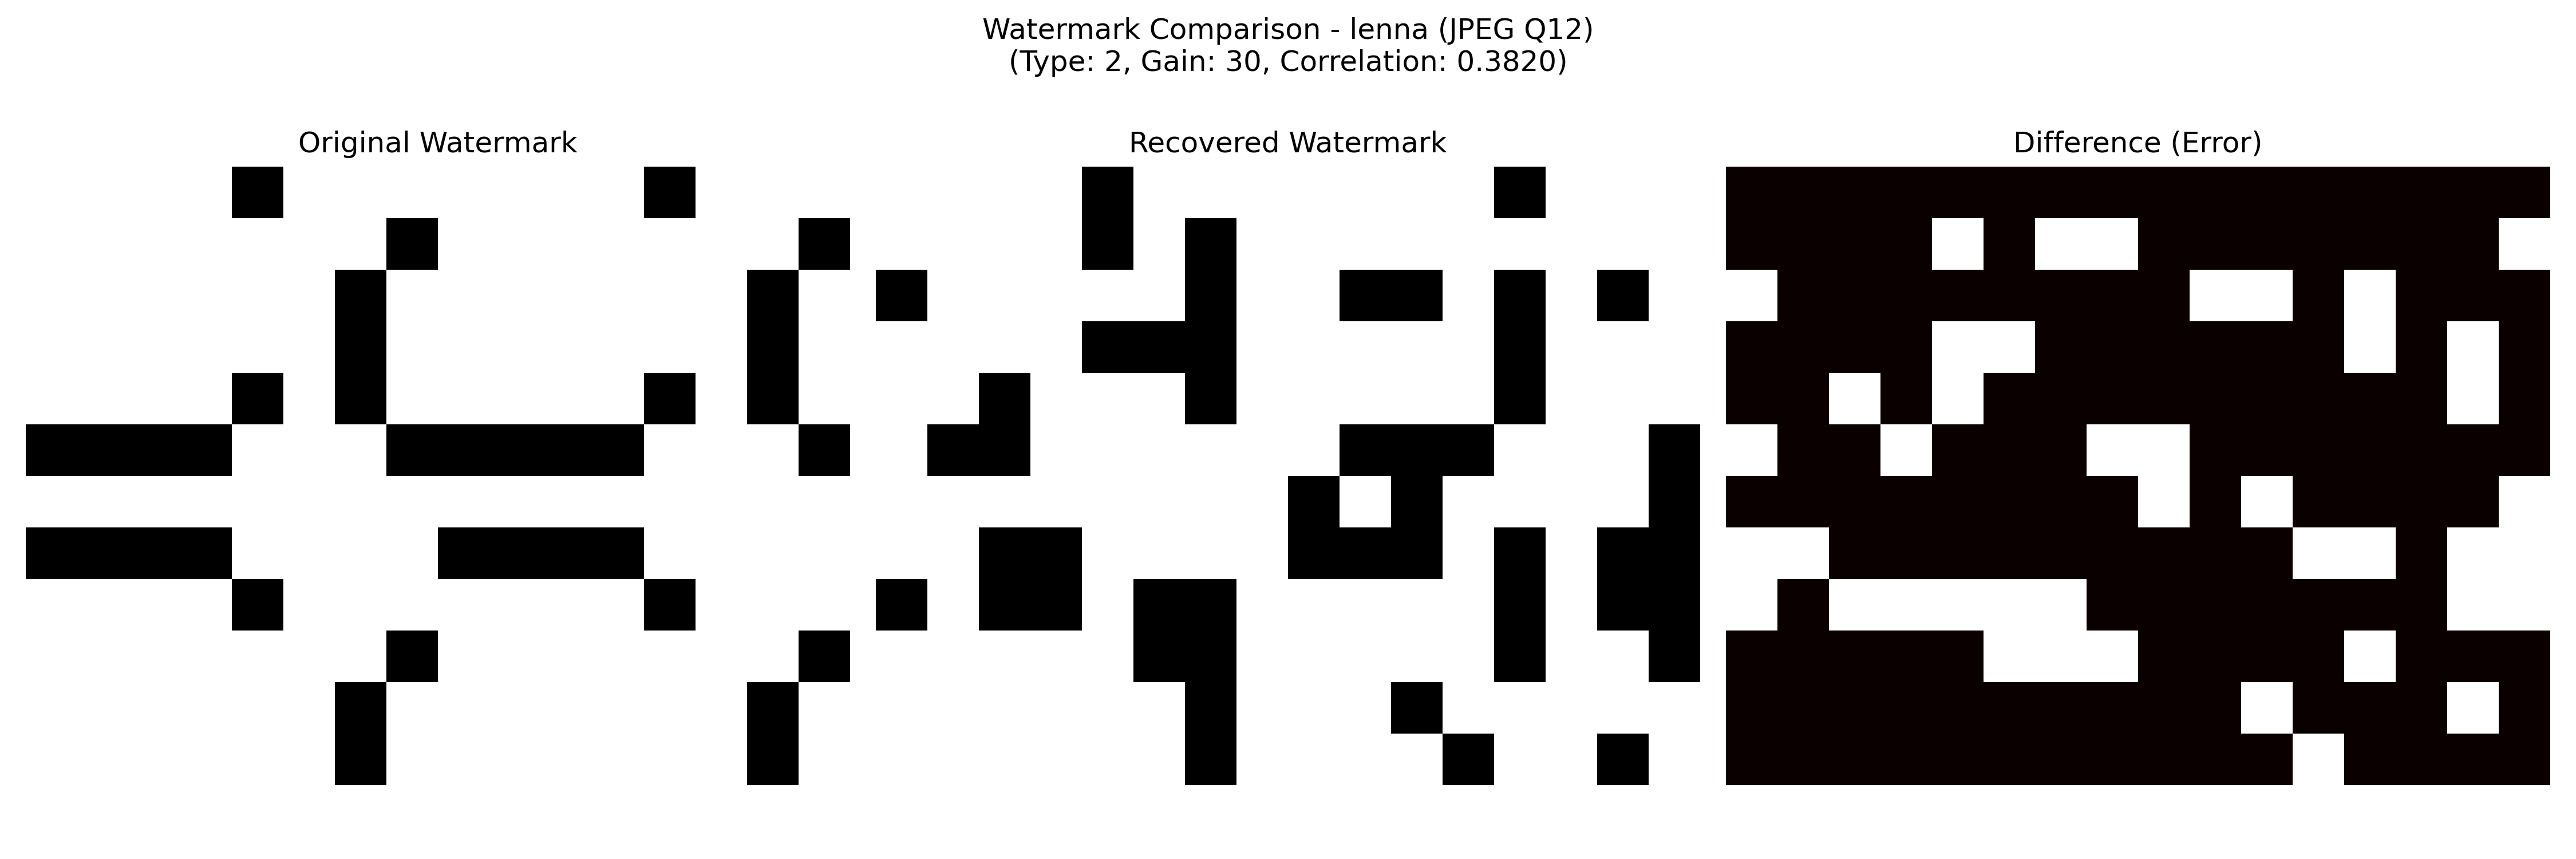 Watermark Comparison - lenna (JPEG Q12)
(Type: 2, Gain: 30, Correlation: 0.3820)
Original Watermark
Recovered Watermark
Difference (Error)